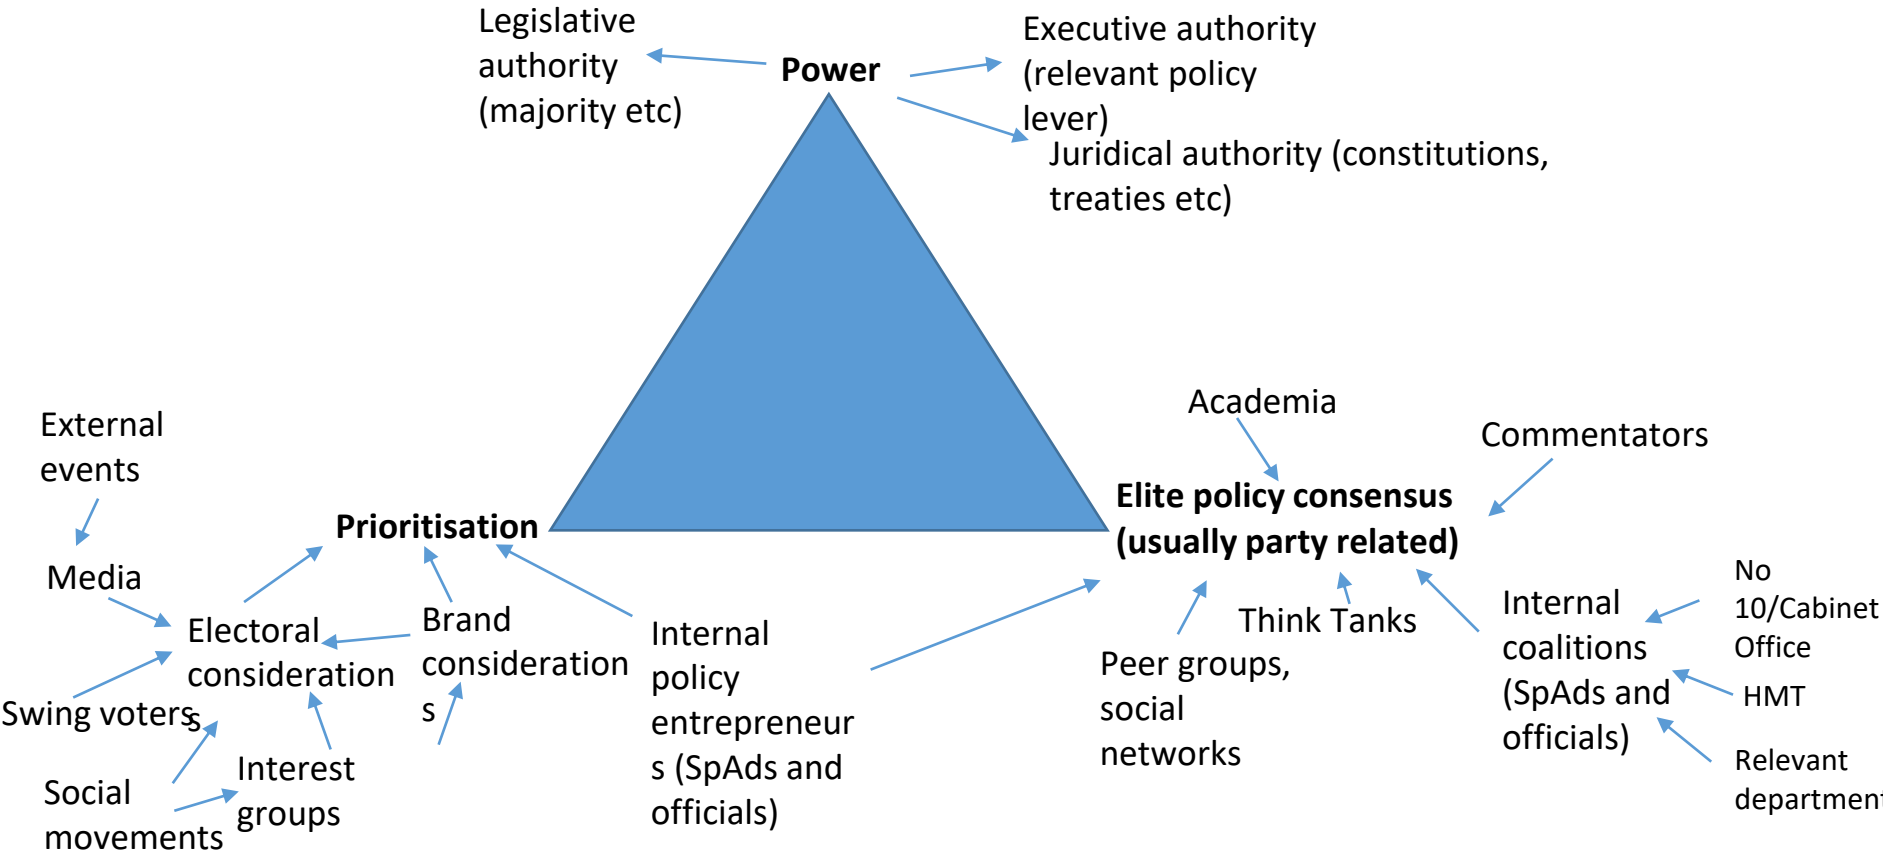 Legislative
authority
(majority etc)
Power
Executive authority
(relevant policy
lever)
Juridical authority (constitutions,
treaties etc)
External
events
Media
Prioritisation
Electoral
considerations
Brand
consideration
s
Swing voters
Social
movements
Interest
groups
Internal
policy
entrepreneur
s (SpAds and
officials)
Academia
Commentators
Elite policy consensus
(usually party related)
Think Tanks
Peer groups,
social
networks
Internal
coalitions
(SpAds and
officials)
No
10/Cabinet
Office
HMT
Relevant
department